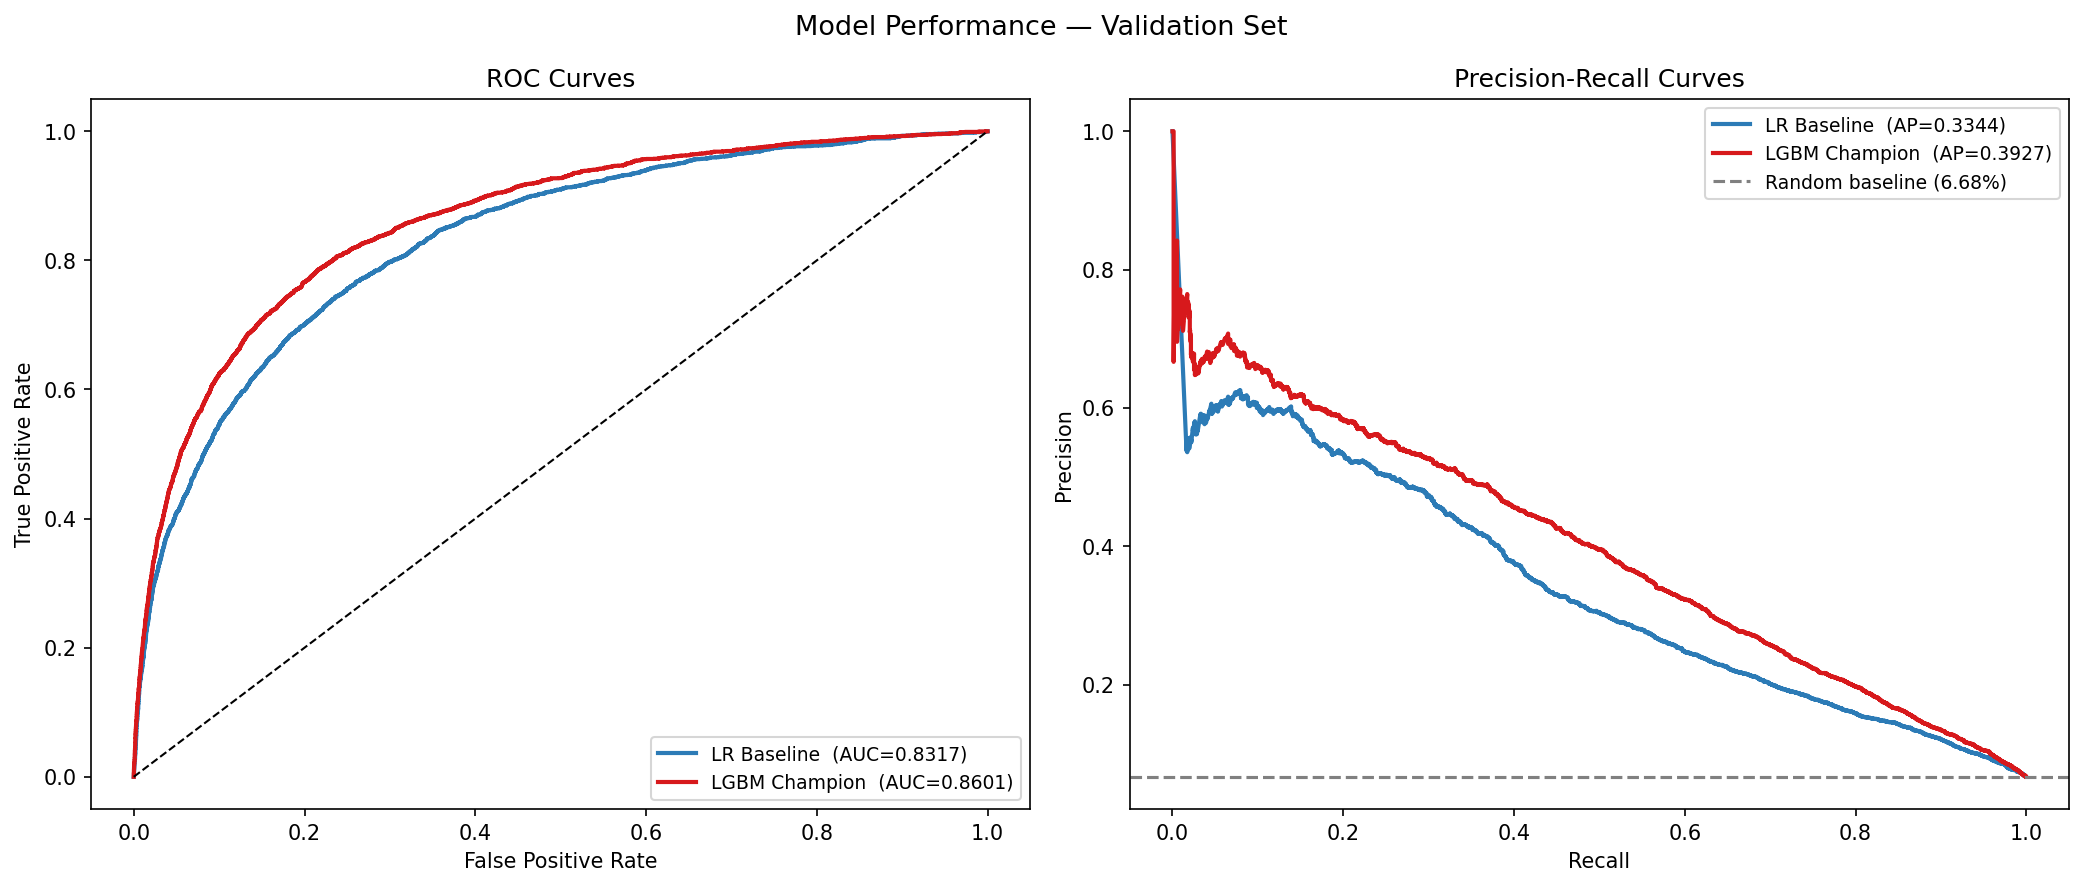 Model Performance — Validation Set
ROC Curves
True Positive Rate
1.0
0.8
0.6
0.4
0.2
0.0
0.0 0.2 0.4 0.6 0.8 1.0
False Positive Rate
LR Baseline (AUC=0.8317)
LGBM Champion (AUC=0.8601)
Precision-Recall Curves
Precision
1.0
0.8
0.6
0.4
0.2
0.0 0.2 0.4 0.6 0.8 1.0
Recall
LR Baseline (AP=0.3344)
LGBM Champion (AP=0.3927)
Random baseline (6.68%)